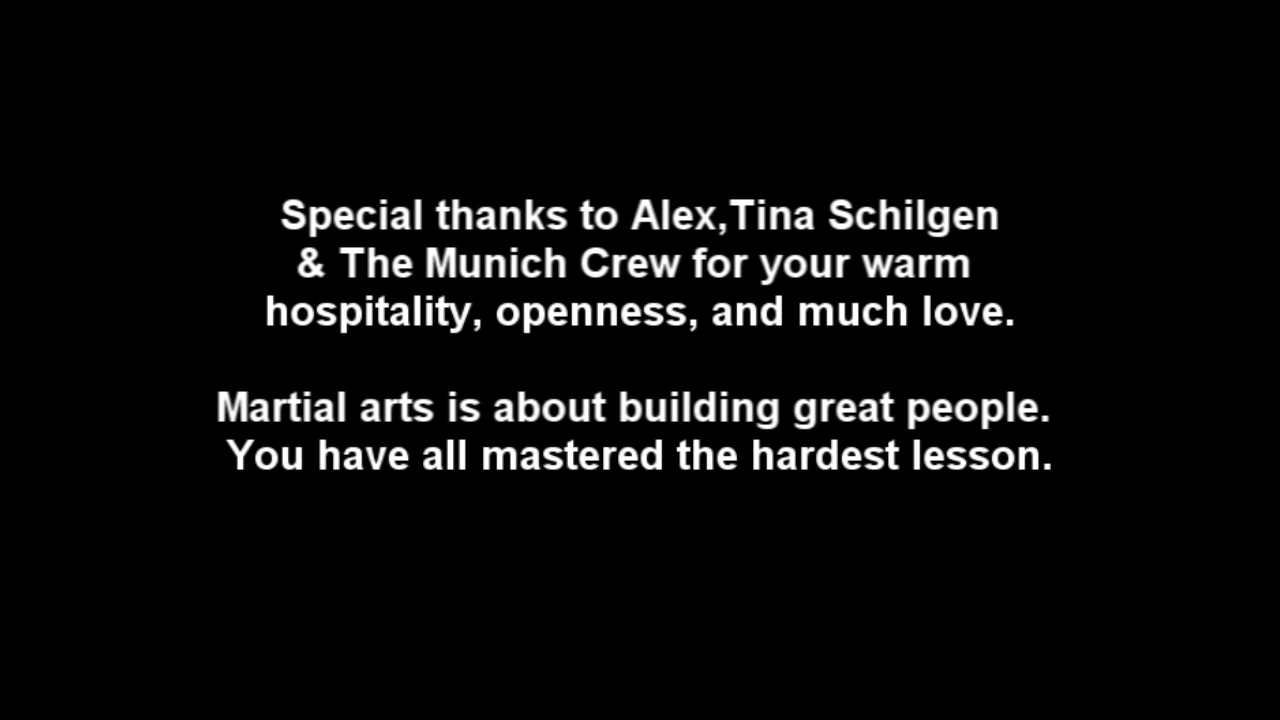 Special thanks to Alex,Tina Schilgen
& The Munich Crew for your warm
hospitality, openness, and much love.
Martial arts is about building great people.
You have all mastered the hardest lesson.